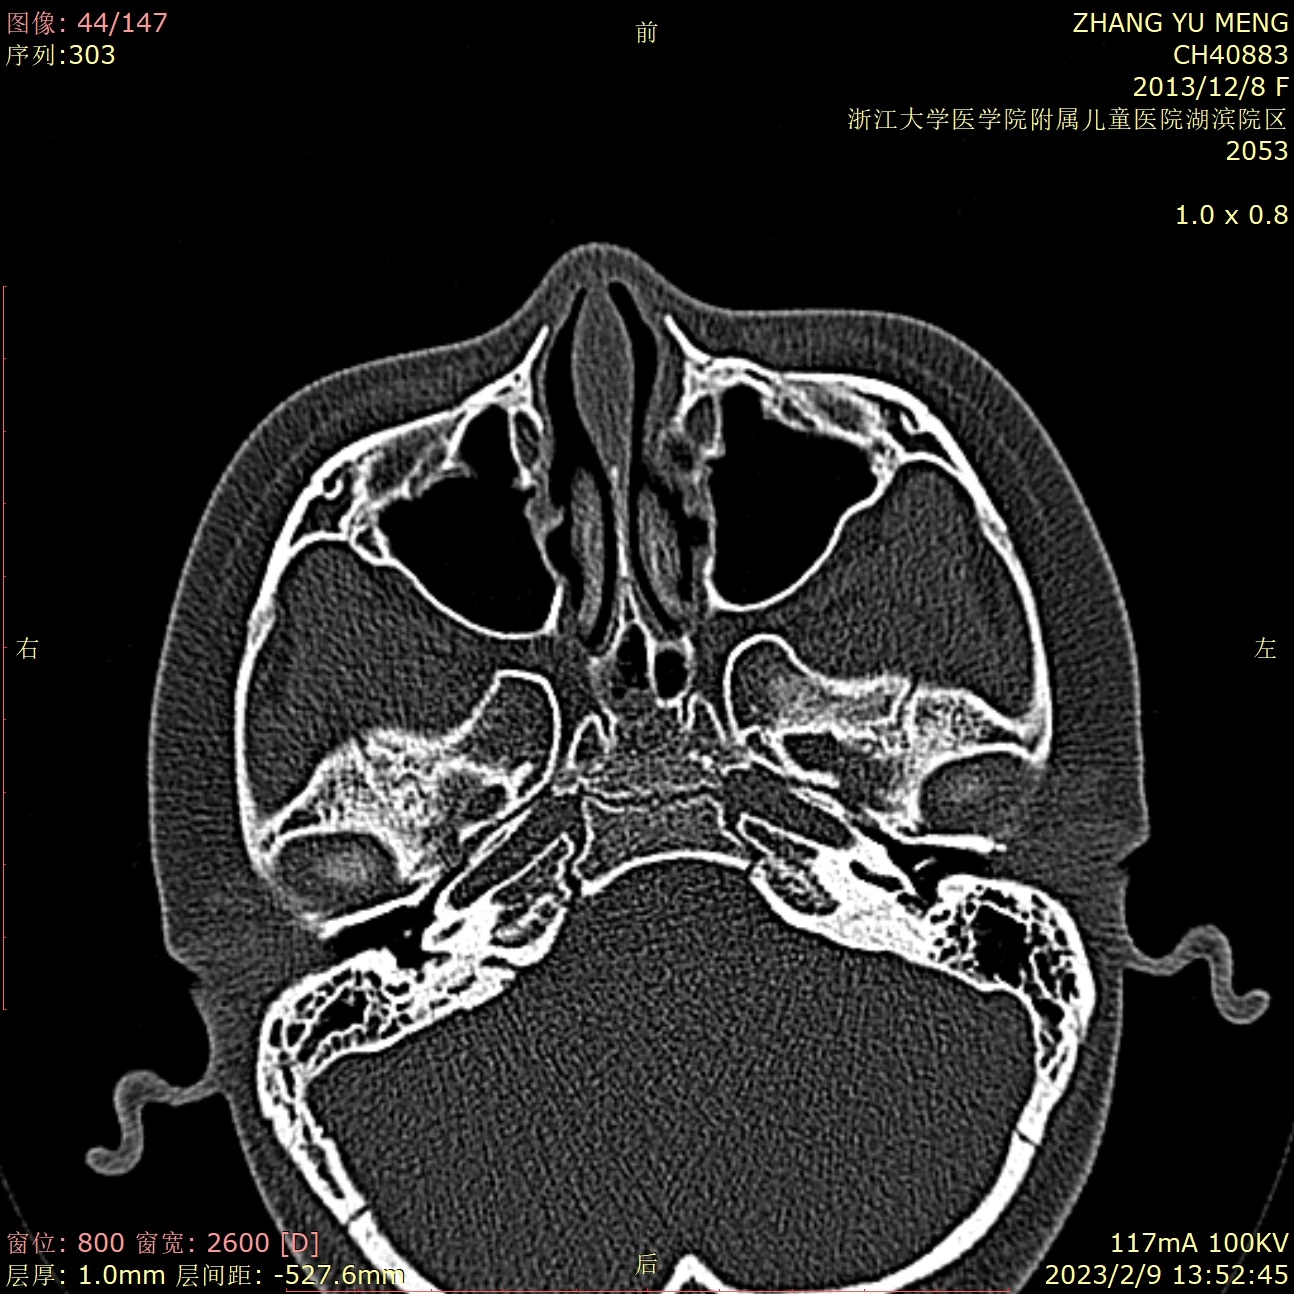 图像: 44/147
序列:303
前
ZHANG YU MENG
CH40883
2013/12/8 F
浙江大学医学院附属儿童医院湖滨院区
2053
1.0 x 0.8
右
左
窗位: 800 窗宽: 2600 [D]
层厚: 1.0mm 层间距: -527.6mm
后
117mA 100KV
2023/2/9 13:52:45